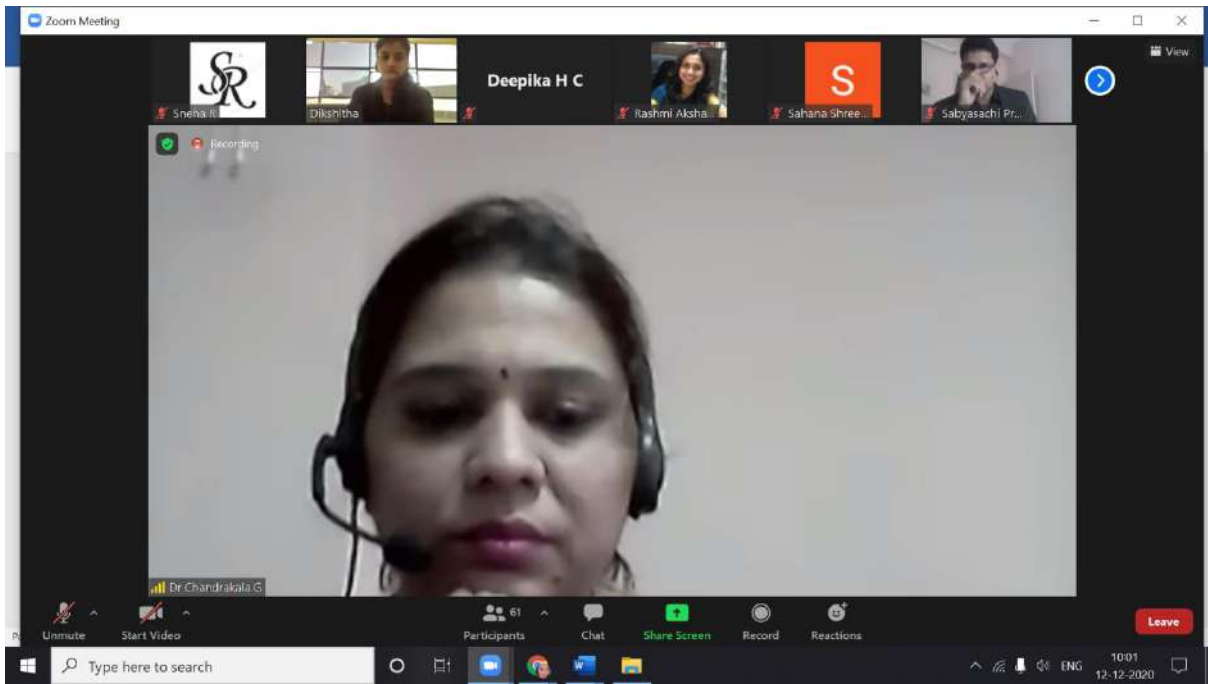 Zoom Meeting
View
SR
Sneha R
Dikshitha
Deepika H C
Rashmi Aksha...
S
Sahana Shree...
Sabyasachi Pr...
Recording
Dr Chandrakala G
Unmute
Start Video
61
Participants
Chat
Share Screen
Record
Reactions
Leave
Type here to search
ENG
10:01
12-12-2020